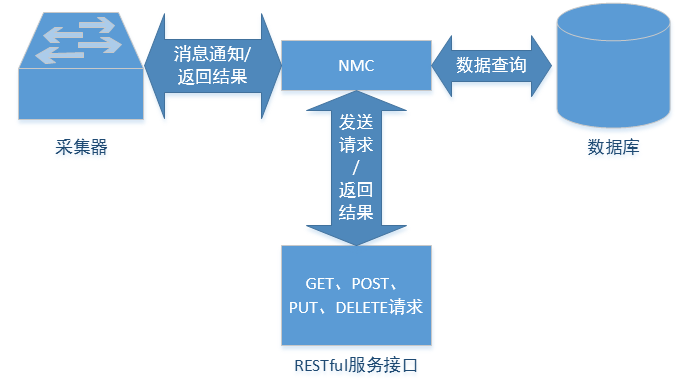 消息通知/
返回结果
NMC
数据查询
采集器
数据库
发送
请求
/
返回
结果
GET、POST、
PUT、DELETE请求
RESTful服务接口